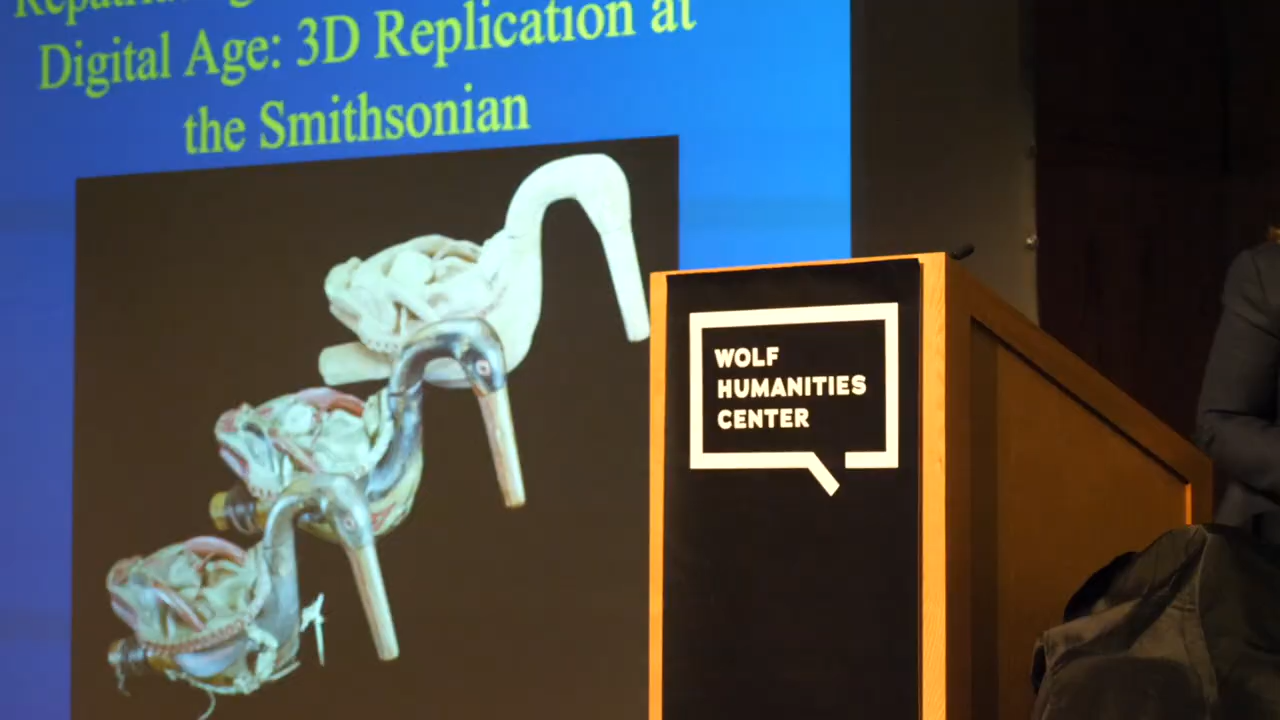 Digital Age: 3D Replication at
the Smithsonian
WOLF
HUMANITIES
CENTER